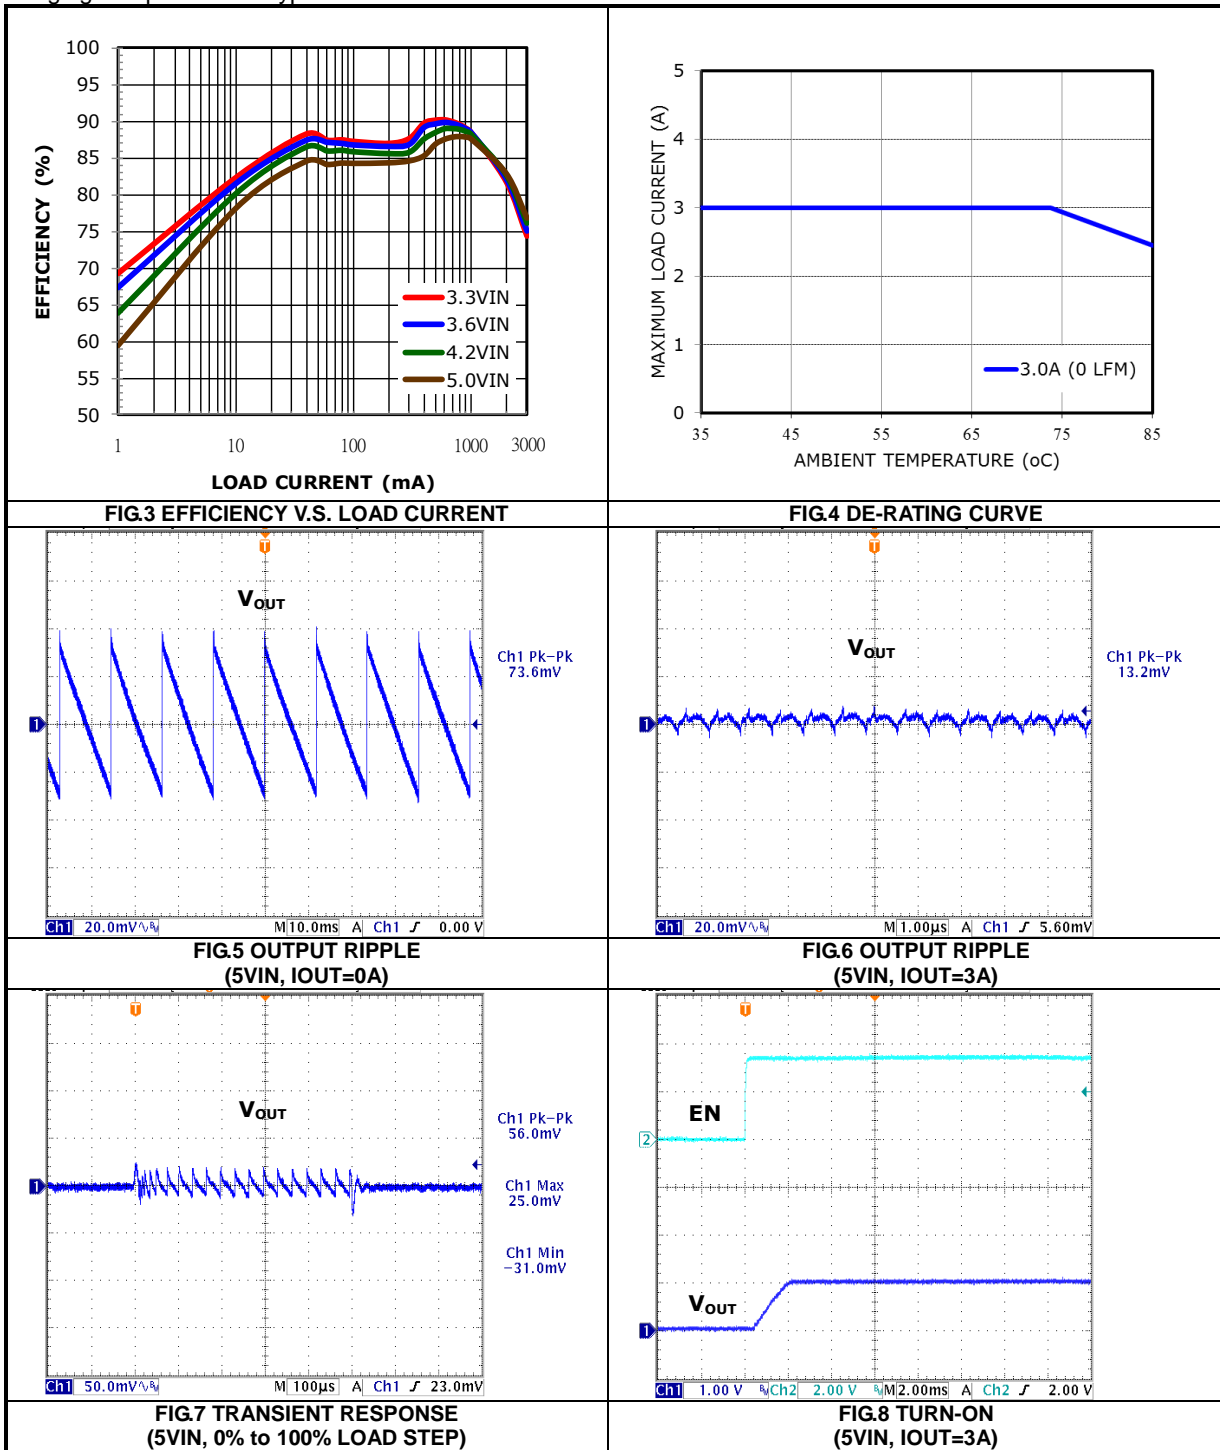 100
95
90
85
80
75
70
65
60
55
50
EFFICIENCY (%)
3.3VIN
3.6VIN
4.2VIN
5.0VIN
1 10 100 1000 3000
LOAD CURRENT (mA)
5
4
3
2
1
0
MAXIMUM LOAD CURRENT (A)
3.0A (0 LFM)
35 45 55 65 75 85
AMBIENT TEMPERATURE (oC)
FIG.3 EFFICIENCY V.S. LOAD CURRENT
FIG.4 DE-RATING CURVE
T
VOUT
Ch1 Pk-Pk
73.6mV
1
Ch1 20.0mV M 10.0ms A Ch1 0.00 V
T
VOUT
Ch1 Pk-Pk
13.2mV
1
Ch1 20.0mV M 1.00µs A Ch1 5.60mV
FIG.5 OUTPUT RIPPLE
(5VIN, IOUT=0A)
FIG.6 OUTPUT RIPPLE
(5VIN, IOUT=3A)
T
VOUT
Ch1 Pk-Pk
56.0mV
Ch1 Max
25.0mV
Ch1 Min
-31.0mV
1
Ch1 50.0mV M 100µs A Ch1 23.0mV
T
EN
2
VOUT
1
Ch1 1.00 V Ch2 2.00 V M 2.00ms A Ch2 2.00 V
FIG.7 TRANSIENT RESPONSE
(5VIN, 0% to 100% LOAD STEP)
FIG.8 TURN-ON
(5VIN, IOUT=3A)